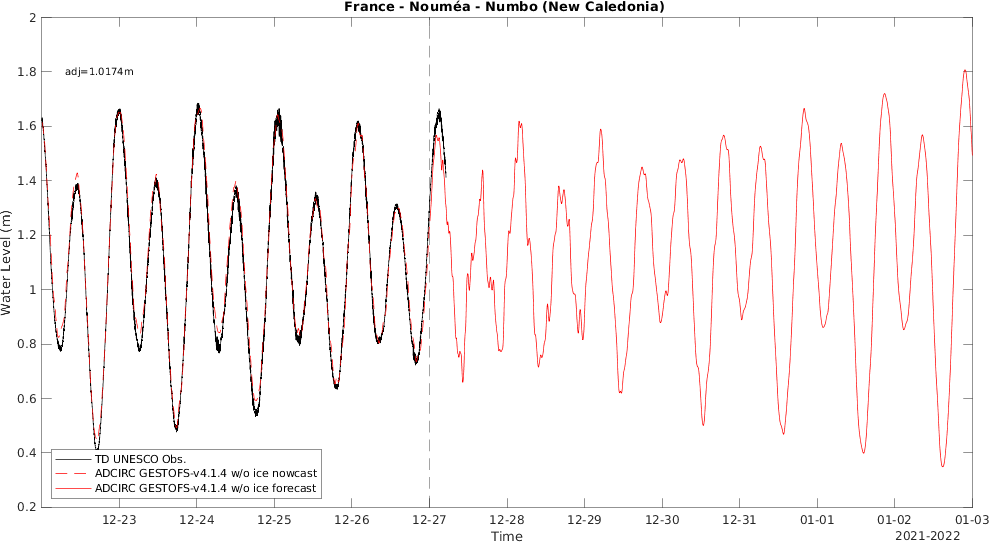 France - Nouméa - Numbo (New Caledonia)
adj=1.0174m
Water Level (m)
2
1.8
1.6
1.4
1.2
1
0.8
0.6
0.4
0.2
TD UNESCO Obs.
ADCIRC GESTOFS-v4.1.4 w/o ice nowcast
ADCIRC GESTOFS-v4.1.4 w/o ice forecast
12-23 12-24 12-25 12-26 12-27 12-28 12-29 12-30 12-31 01-01 01-02 01-03
Time
2021-2022